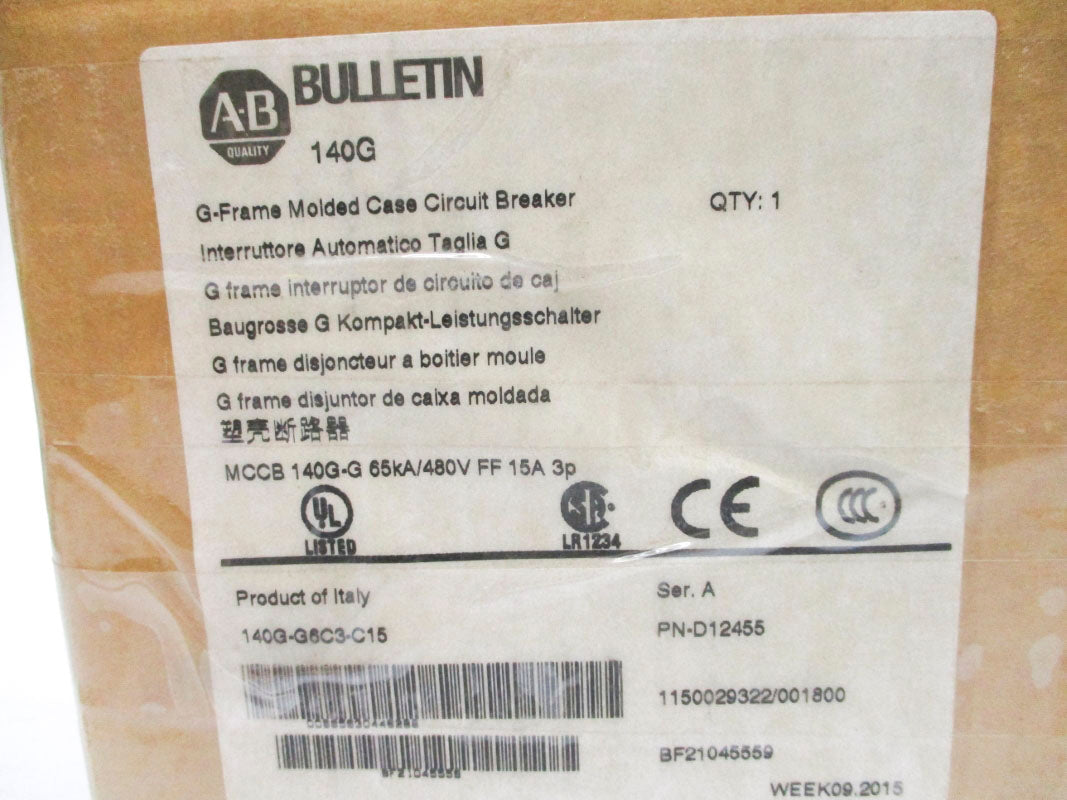 A-B
QUALITY
BULLETIN
140G
G-Frame Molded Case Circuit Breaker
QTY: 1
Interruttore Automatico Taglia G
G frame interruptor de circuito de caj
Baugrosse G Kompakt-Leistungsschalter
G frame disjoncteur a boitier moule
G frame disjuntor de caixa moldada
塑壳断路器
MCCB 140G-G 65kA/480V FF 15A 3p
UL
LISTED
SA
LR1234
CE
CCC
Product of Italy
Ser. A
140G-G6C3-C15
PN-D12455
1150029322/001800
BF21045559
BF21045559
WEEK09.2015